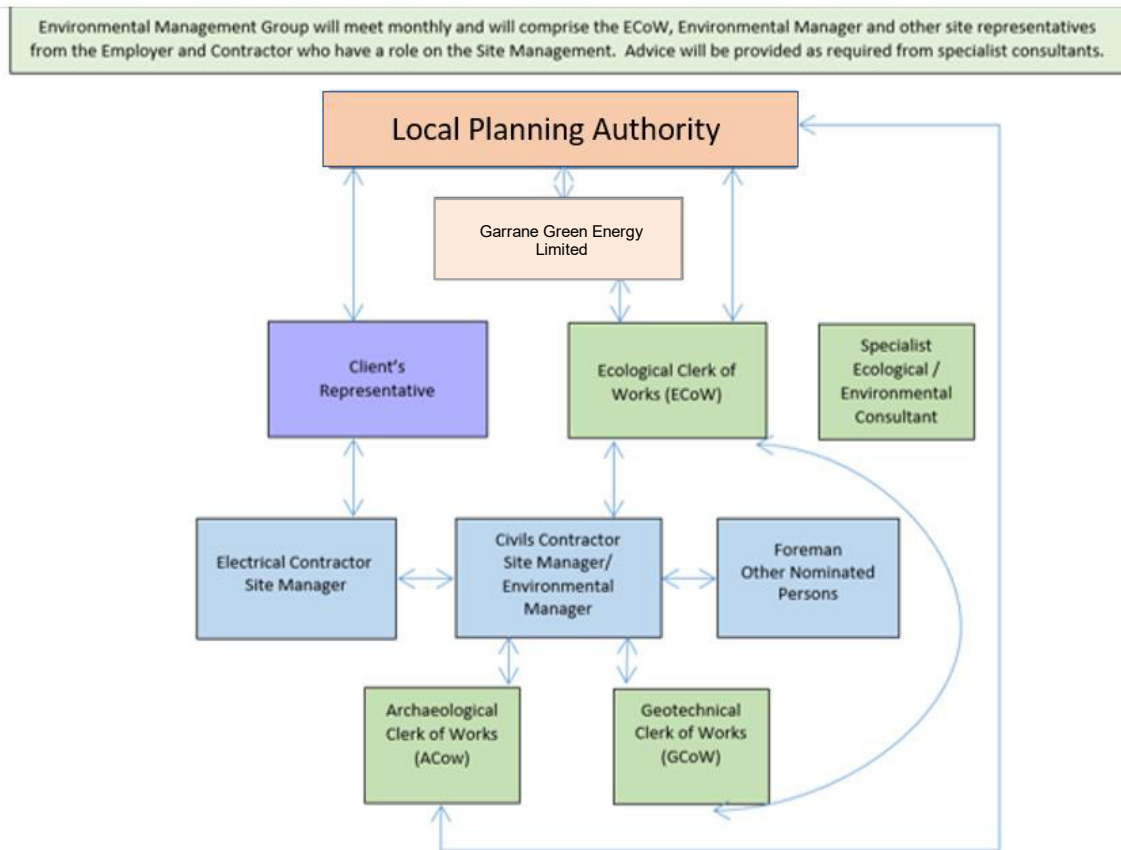 Environmental Management Group will meet monthly and will comprise the ECoW, Environmental Manager and other site representatives
from the Employer and Contractor who have a role on the Site Management. Advice will be provided as required from specialist consultants.
Local Planning Authority
Garrane Green Energy
Limited
Client's
Representative
Ecological Clerk of
Works (ECoW)
Specialist
Ecological /
Environmental
Consultant
Electrical Contractor
Site Manager
Civils Contractor
Site Manager/
Environmental
Manager
Foreman
Other Nominated
Persons
Archaeological
Clerk of Works
(ACow)
Geotechnical
Clerk of Works
(GCoW)